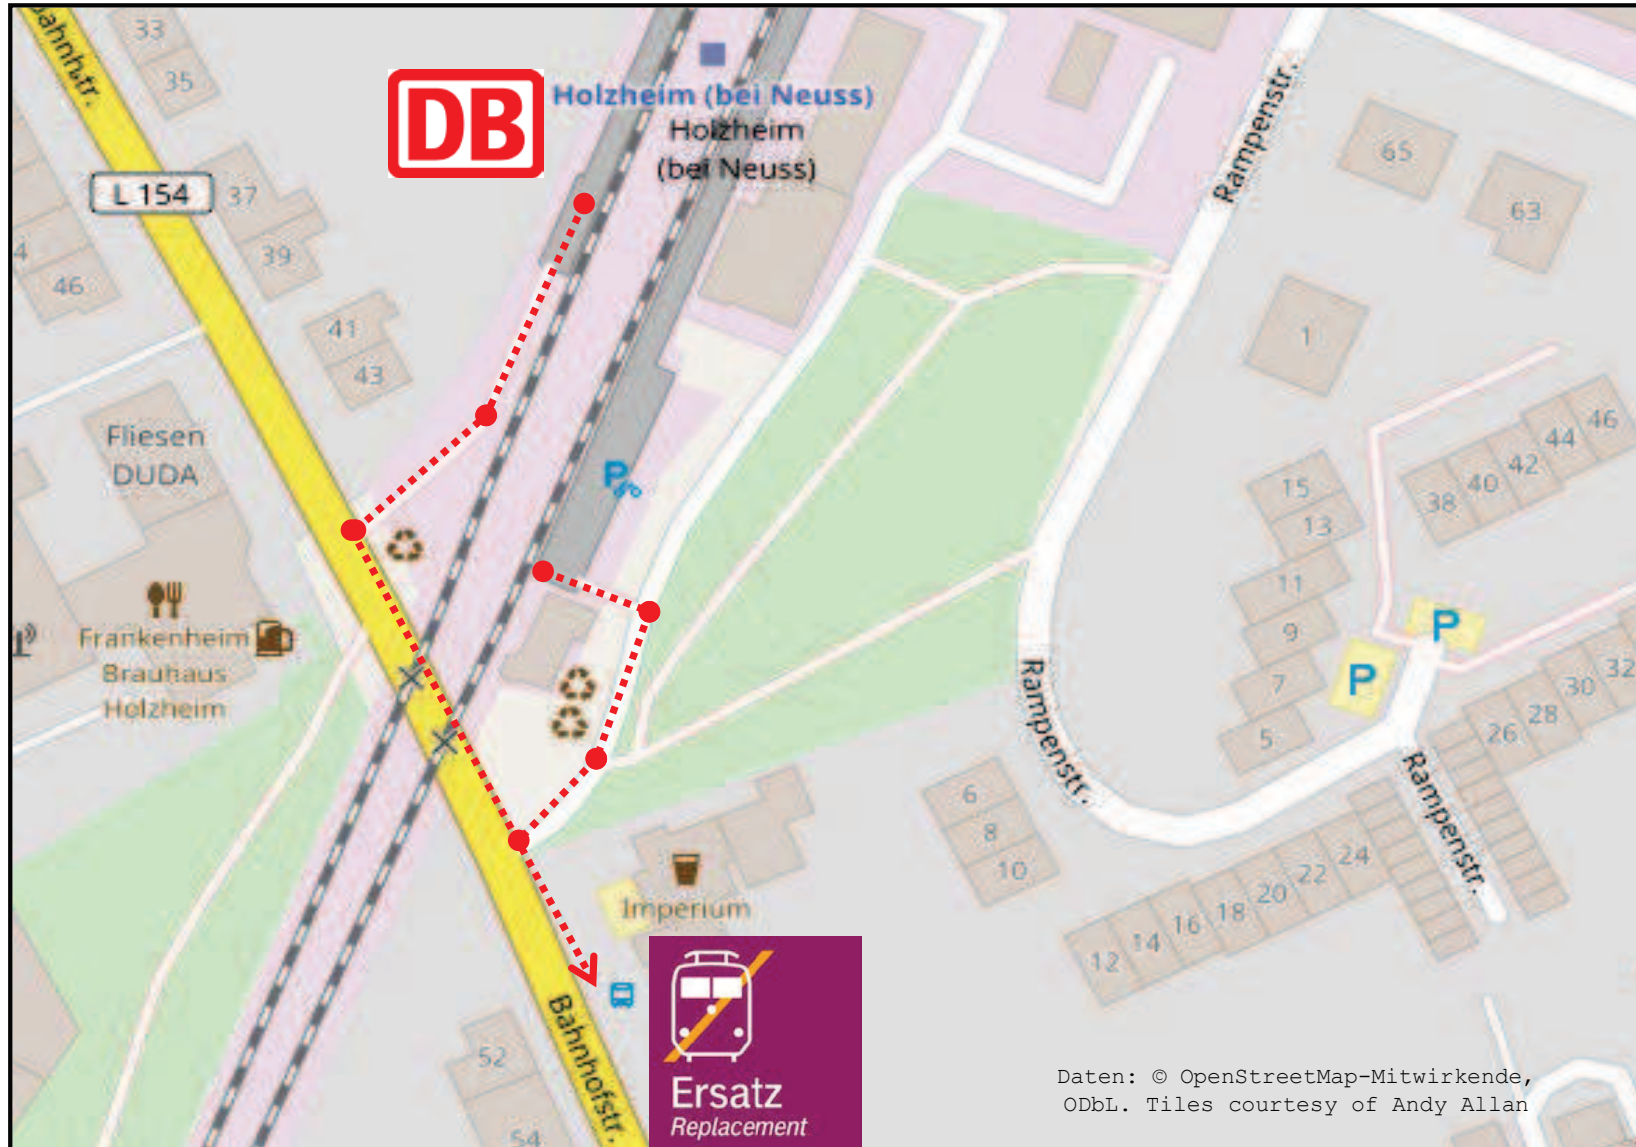 33
35
Bahnhstr.
DB
Holzheim (bei Neuss)
Holzheim
(bei Neuss)
Rampenstr.
65
63
L 154
37
39
4
46
41
43
1
Fliesen
DUDA
46
44
42
40
38
15
13
11
9
7
5
P
P
P
Frankenheim
Brauhaus
Holzheim
32
30
28
26
Rampenstr.
Rampenstr.
6
8
10
24
22
20
18
16
14
12
Imperium
Bahnhofstr.
52
54
Ersatz
Replacement
Daten: © OpenStreetMap-Mitwirkende,
ODbL. Tiles courtesy of Andy Allan